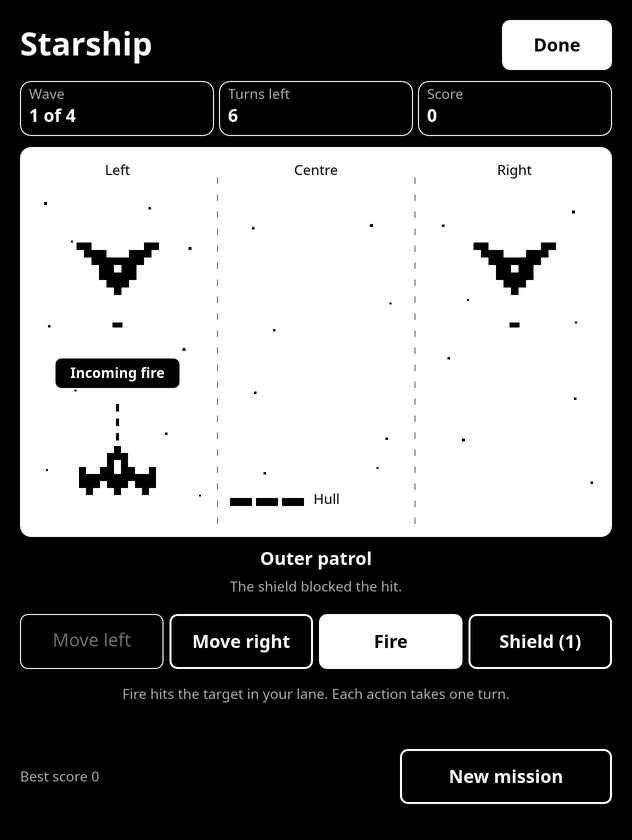 Starship
Done
Wave
1 of 4
Turns left
6
Score
0
Left
Centre
Right
Incoming fire
Hull
Outer patrol
The shield blocked the hit.
Move left
Move right
Fire
Shield (1)
Fire hits the target in your lane. Each action takes one turn.
Best score 0
New mission